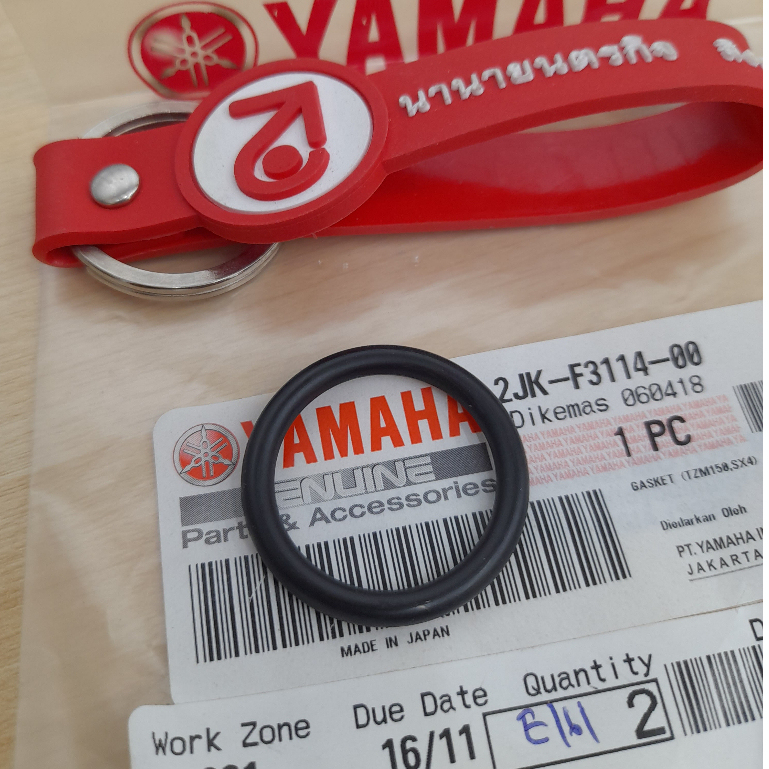 YAMAHA
นานายนตรกิจ
2JK-F3114-00
Dikemas 060418
YAMAHA
1 PC
GENUINE
GASKET (TZM150,SX4)
Parts & Accessories
Diedarkan Oleh
PT.YAMAHA
JAKARTA
MADE IN JAPAN
Due Date Quantity
Work Zone
16/11
2